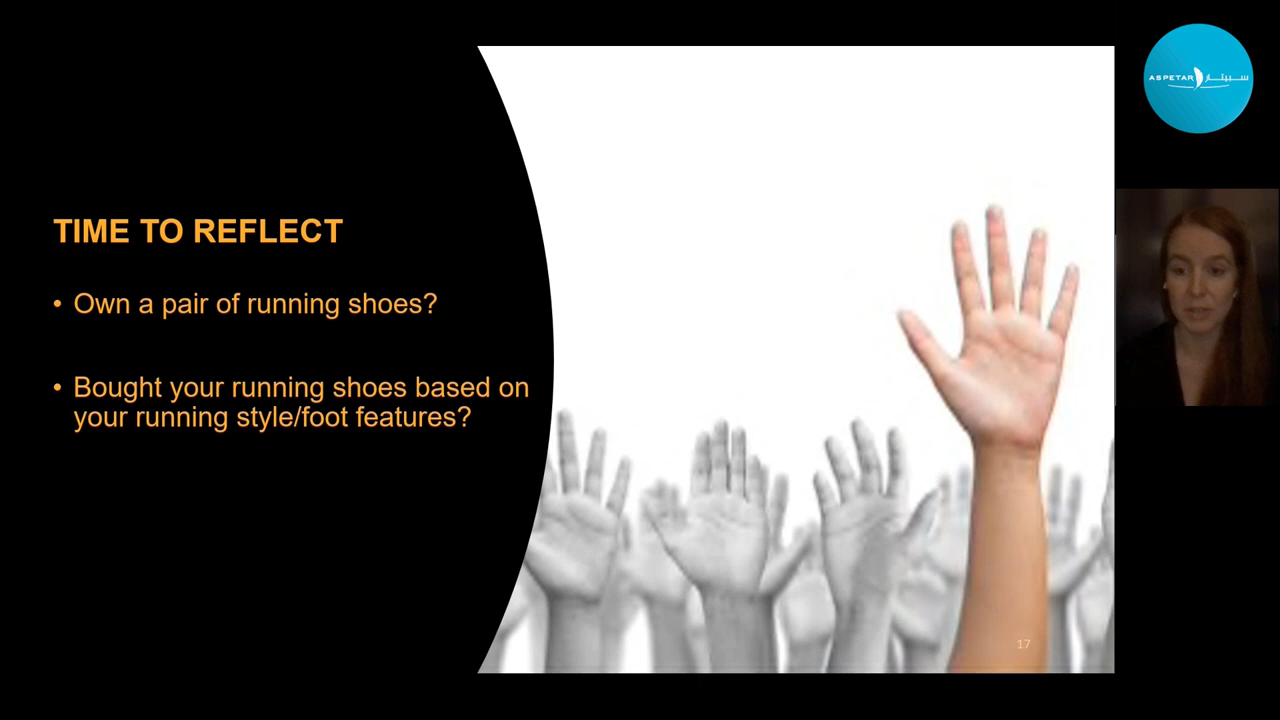 TIME TO REFLECT
• Own a pair of running shoes?
• Bought your running shoes based on
your running style/foot features?
17
ASPETAR سبيتار